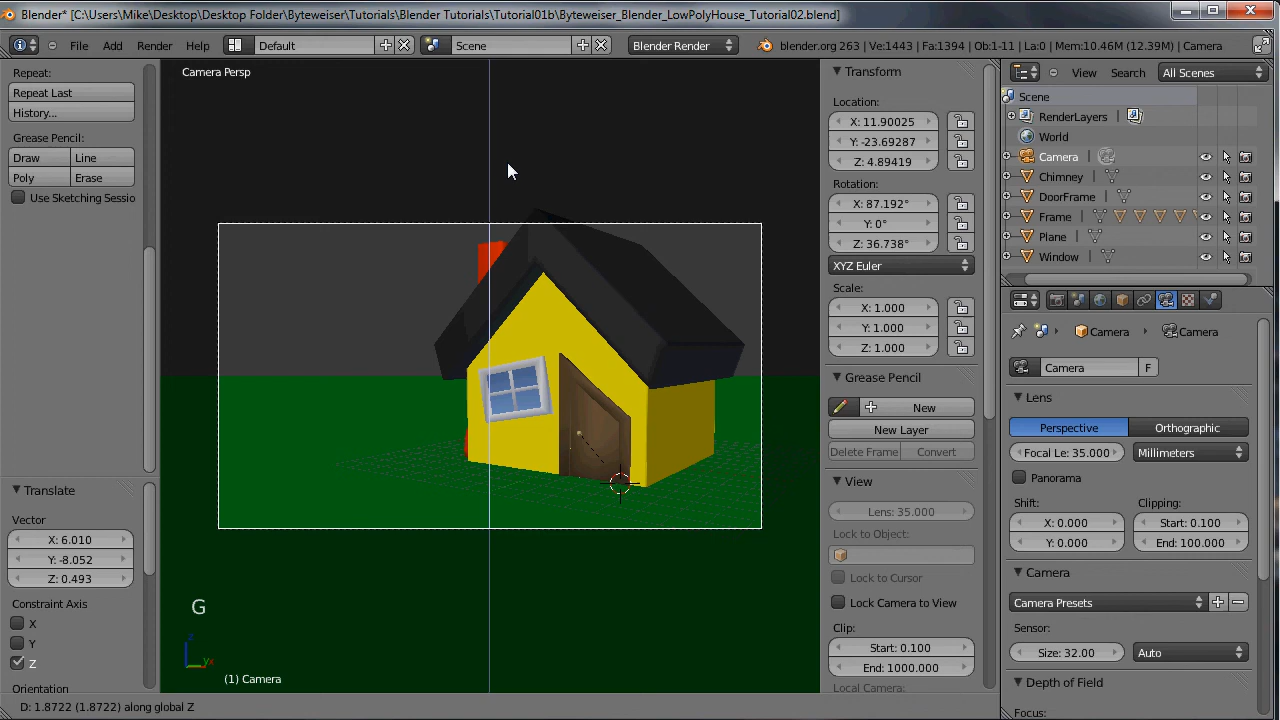 Blender* [C:\Users\Mike\Desktop\Desktop Folder\Byteweiser\Tutorials\Blender Tutorials\Tutorial01b\Byteweiser_Blender_LowPolyHouse_Tutorial02.blend]
File Add Render Help Default Scene Blender Render blender.org 263 | Ve:1443 | Fa:1394 | Ob:1-11 | La:0 | Mem:10.46M (12.39M) | Camera
Repeat:
Repeat Last
History...
Grease Pencil:
Draw Line
Poly Erase
Use Sketching Sessio
Translate
Vector
X: 6.010
Y: -8.052
Z: 0.493
Constraint Axis
X
Y
Z
Orientation
Camera Persp
G
z
(1) Camera
D: 1.8722 (1.8722) along global Z
Transform
Location:
X: 11.90025
Y: -23.69287
Z: 4.89419
Rotation:
X: 87.192°
Y: 0°
Z: 36.738°
XYZ Euler
Scale:
X: 1.000
Y: 1.000
Z: 1.000
Grease Pencil
New
New Layer
Delete Frame Convert
View
Lens: 35.000
Lock to Object:
Lock to Cursor
Lock Camera to View
Clip:
Start: 0.100
End: 1000.000
Local Camera:
View Search All Scenes
Scene
RenderLayers
World
Camera
Chimney
DoorFrame
Frame
Plane
Window
Camera Camera
Camera F
Lens
Perspective Orthographic
Focal Le: 35.000 Millimeters
Panorama
Shift: Clipping:
X: 0.000 Start: 0.100
Y: 0.000 End: 100.000
Camera
Camera Presets
Sensor:
Size: 32.00 Auto
Depth of Field
Focus: